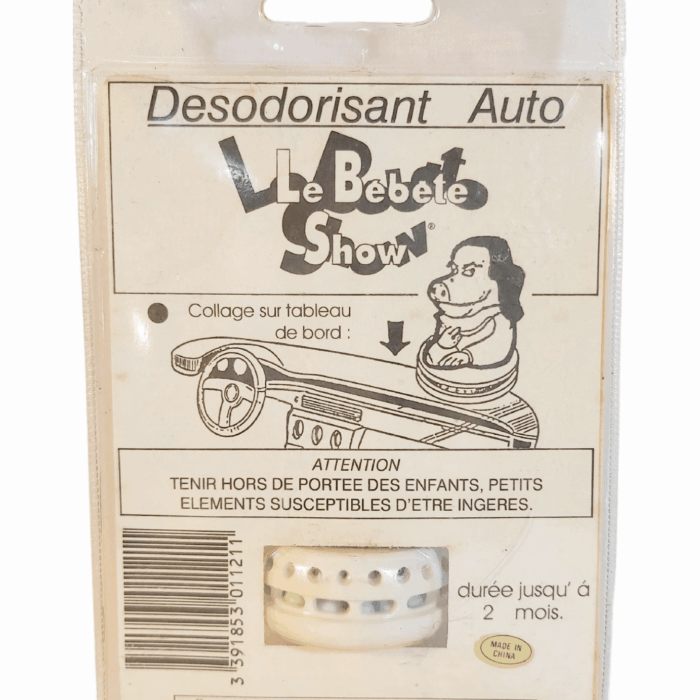 Desodorisant Auto
Le Bébête
Show®
Collage sur tableau
de bord :
ATTENTION
TENIR HORS DE PORTEE DES ENFANTS, PETITS
ELEMENTS SUSCEPTIBLES D'ETRE INGERES.
durée jusqu' á
2 mois.
MADE IN
CHINA
3 391853 011211